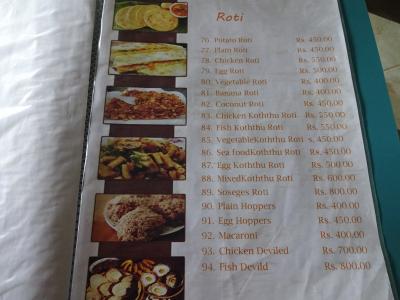 Roti
76. Potato Roti Rs. 450.00
77. Plain Roti Rs. 450.00
78. Chicken Roti Rs. 550.00
79. Egg Roti Rs. 500.00
80. Vegetable Roti Rs. 400.00
81. Banana Roti Rs. 400.00
82. Coconut Roti Rs. 450.00
83. Chicken Koththu Roti Rs. 250.00
84. Fish Koththu Roti Rs. 550.00
85. VegetableKoththu Roti s. 450.00
86. Sea foodKoththu Roti Rs. 450.00
87. Egg Koththu Roti Rs. 500.00
88. MixedKoththu Roti Rs. 600.00
89. Soseges Roti Rs. 800.00
90. Plain Hoppers Rs. 400.00
91. Egg Hoppers Rs. 450.00
92. Macaroni Rs. 400.00
93. Chicken Deviled Rs. 700.00
94. Fish Devild Rs. 800.00